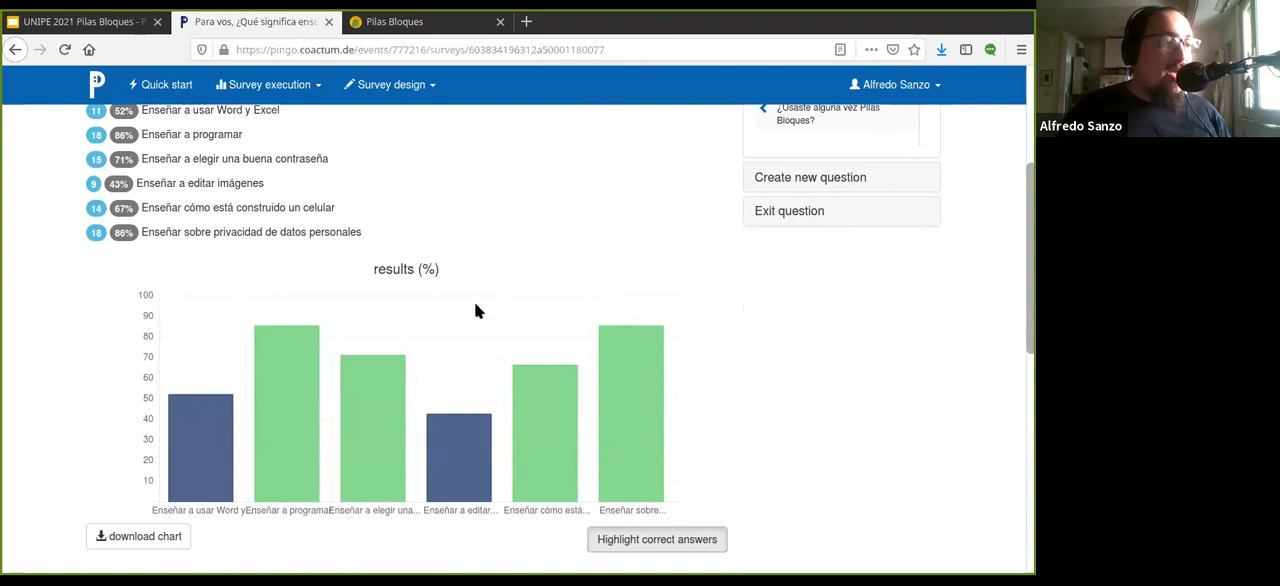 UNIPE 2021 Pilas Bloques - P
Para vos, ¿Qué significa ense
Pilas Bloques
https://pingo.coactum.de/events/777216/surveys/603834196312a50001180077
Quick start
Survey execution
Survey design
Alfredo Sanzo
Alfredo Sanzo
11 52% Enseñar a usar Word y Excel
18 86% Enseñar a programar
15 71% Enseñar a elegir una buena contraseña
9 43% Enseñar a editar imágenes
14 67% Enseñar cómo está construido un celular
18 86% Enseñar sobre privacidad de datos personales
¿Usaste alguna vez Pilas
Bloques?
Create new question
Exit question
results (%)
100
90
80
70
60
50
40
30
20
10
Enseñar a usar Word y
Enseñar a programar
Enseñar a elegir una...
Enseñar a editar...
Enseñar cómo está...
Enseñar sobre...
download chart
Highlight correct answers